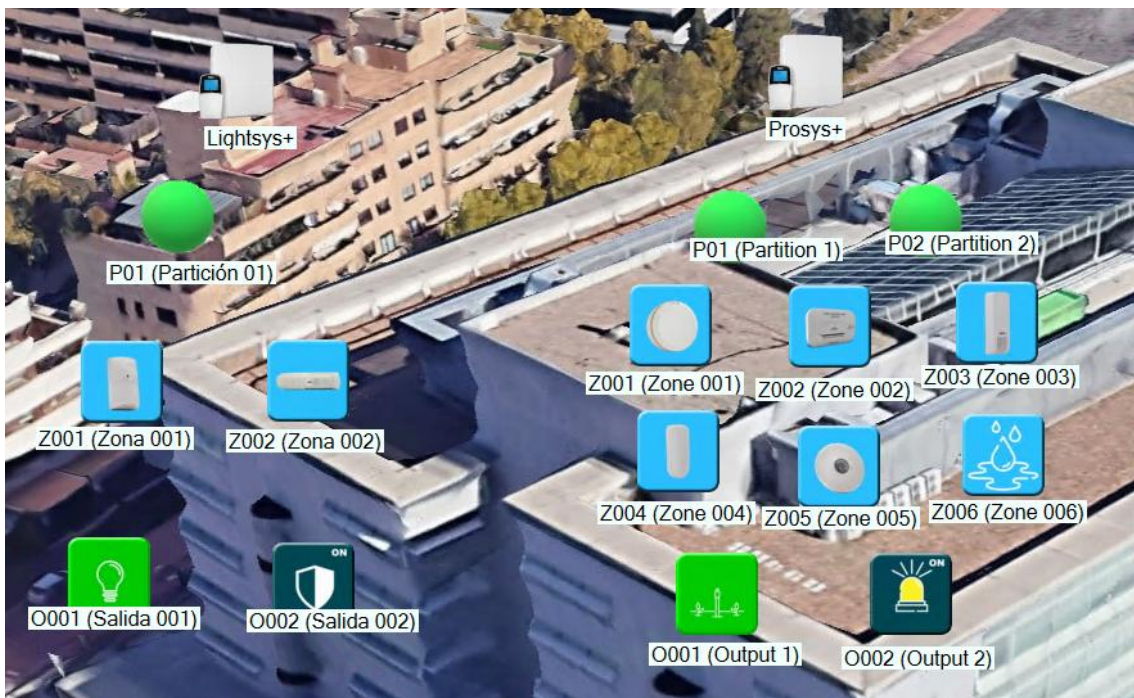 Lightsys+
Prosys+
P01 (Partición 01)
P01 (Partition 1)
P02 (Partition 2)
Z001 (Zona 001)
Z002 (Zona 002)
Z001 (Zone 001)
Z002 (Zone 002)
Z003 (Zone 003)
Z004 (Zone 004)
Z005 (Zone 005)
Z006 (Zone 006)
ON
O001 (Salida 001)
O002 (Salida 002)
ON
O001 (Output 1)
O002 (Output 2)